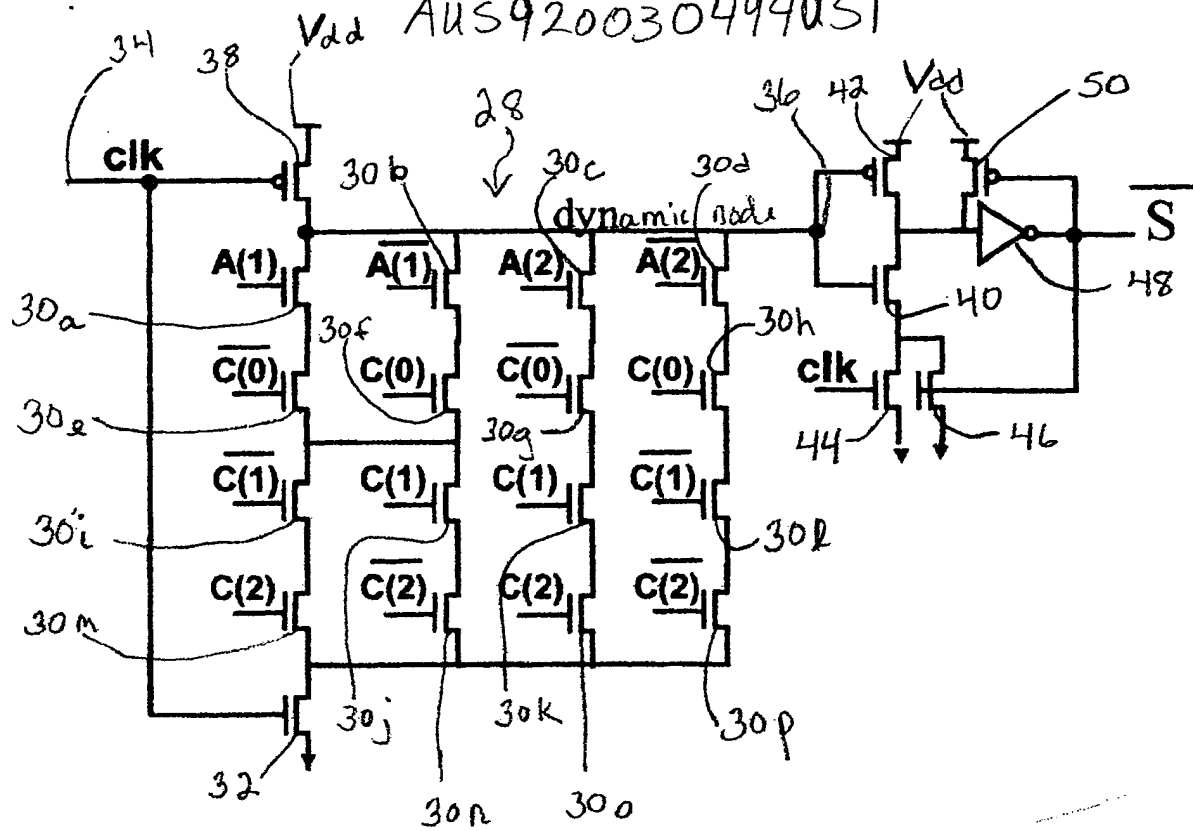 AUS920030494US1
34
38
Vdd
28
36
42
Vdd
50
clk
30b
30c
30d
dynamic node
S̅
A(1)
A̅(̅1̅)̅
A(2)
A̅(̅2̅)̅
48
40
30a
30f
30h
C̅(̅0̅)̅
C(0)
C̅(̅0̅)̅
C(0)
clk
30e
30g
44
46
C̅(̅1̅)̅
C(1)
C(1)
C̅(̅1̅)̅
30i
30l
C(2)
C̅(̅2̅)̅
C(2)
C̅(̅2̅)̅
30m
30j
30k
30p
32
30n
30o